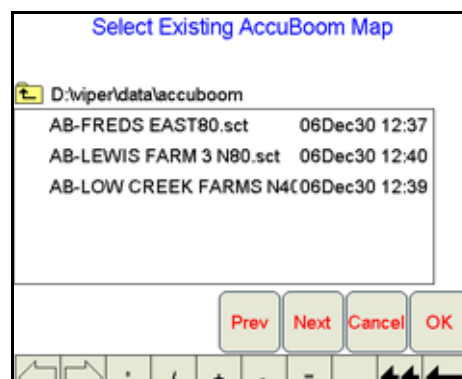 Select Existing AccuBoom Map
D:\viper\data\accuboom
AB-FREDS EAST80.sct 06Dec30 12:37
AB-LEWIS FARM 3 N80.sct 06Dec30 12:40
AB-LOW CREEK FARMS N40 06Dec30 12:39
Prev Next Cancel OK